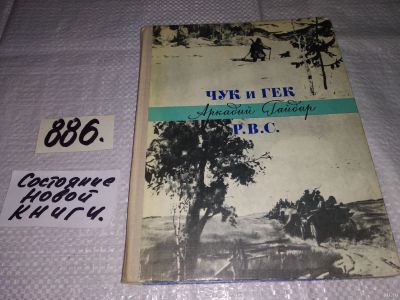 ЧУК и ГЕК
Аркадий Гайдар
Р.В.С.
886.
Состояние
новой
книги.